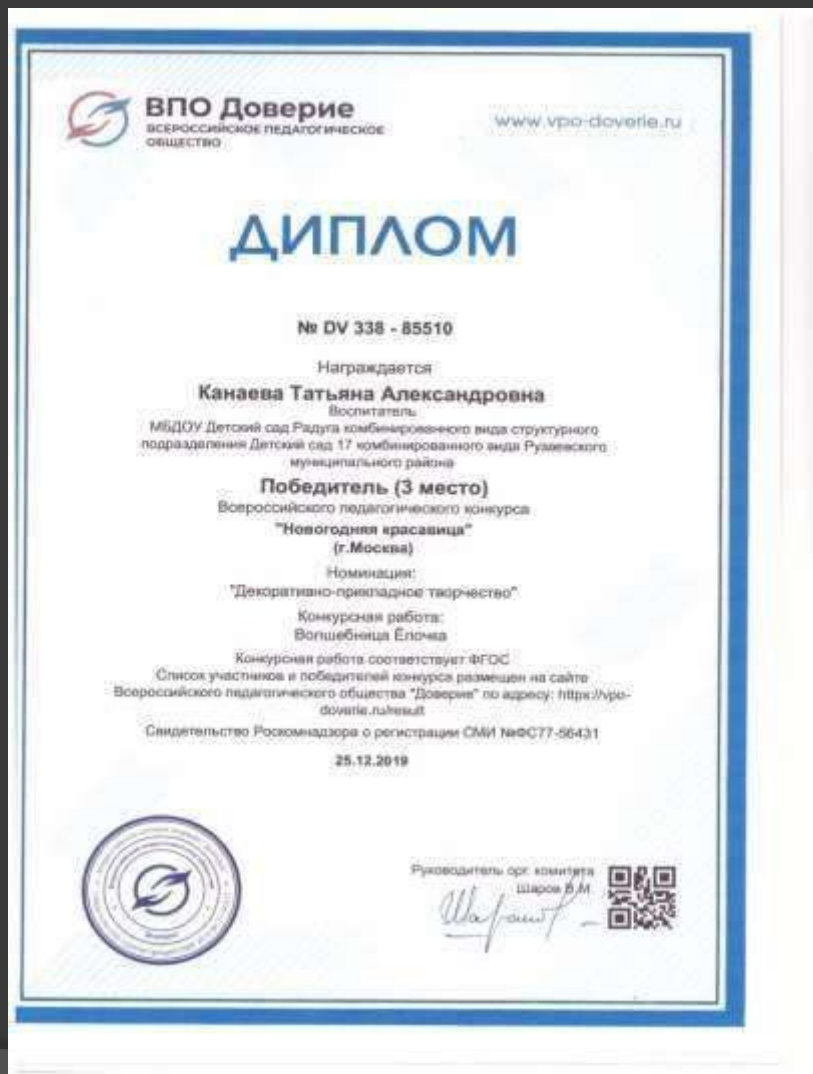 ВПО Доверие
ВСЕРОССИЙСКОЕ ПЕДАГОГИЧЕСКОЕ
ОБЩЕСТВО
www.vpo-doverie.ru
ДИПЛОМ
№ DV 338 - 85510
Награждается
Канаева Татьяна Александровна
Воспитатель
МБДОУ Детский сад Радуга комбинированного вида структурного
подразделения Детский сад 17 комбинированного вида Рузаевского
муниципального района
Победитель (3 место)
Всероссийского педагогического конкурса
"Новогодняя красавица"
(г.Москва)
Номинация:
"Декоративно-прикладное творчество"
Конкурсная работа:
Волшебница Ёлочка
Конкурсная работа соответствует ФГОС
Список участников и победителей конкурса размещен на сайте
Всероссийского педагогического общества "Доверие" по адресу: https://vpo-
doverie.ru/result
Свидетельство Роскомнадзора о регистрации СМИ №ФС77-56431
25.12.2019
Руководитель орг. комитета
Шаров В.М.